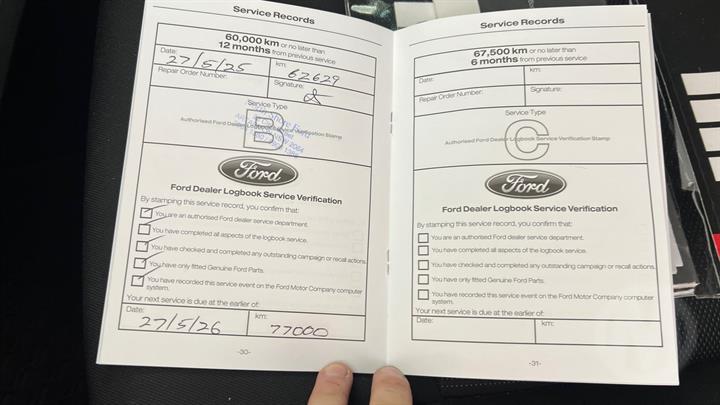 Service Records
60,000 km or no later than
12 months from previous service
Date:
27/5/25
km:
62629
Repair Order Number:
Signature:
Service Type
B
Authorised Ford Dealer Logbook Service Verification Stamp
Ford
Ford Dealer Logbook Service Verification
By stamping this service record, you confirm that:
You are an authorised Ford dealer service department.
You have completed all aspects of the logbook service.
You have checked and completed any outstanding campaign or recall actions.
You have only fitted Genuine Ford Parts.
You have recorded this service event on the Ford Motor Company computer
system.
Your next service is due at the earlier of:
Date:
27/5/26
km:
77000
-30-
Service Records
67,500 km or no later than
6 months from previous service
Date:
km:
Repair Order Number:
Signature:
Service Type
C
Authorised Ford Dealer Logbook Service Verification Stamp
Ford
Ford Dealer Logbook Service Verification
By stamping this service record, you confirm that:
You are an authorised Ford dealer service department.
You have completed all aspects of the logbook service.
You have checked and completed any outstanding campaign or recall actions.
You have only fitted Genuine Ford Parts.
You have recorded this service event on the Ford Motor Company computer
system.
Your next service is due at the earlier of:
Date:
km:
-31-